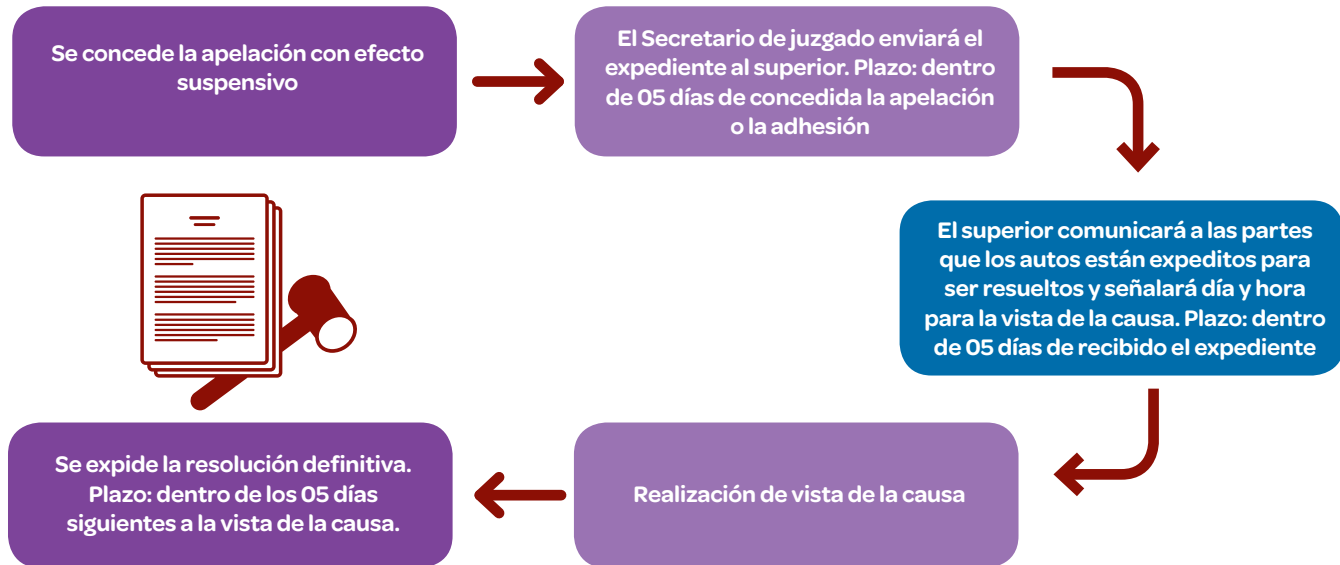 Se concede la apelación con efecto
suspensivo
El Secretario de juzgado enviará el
expediente al superior. Plazo: dentro
de 05 días de concedida la apelación
o la adhesión
El superior comunicará a las partes
que los autos están expeditos para
ser resueltos y señalará día y hora
para la vista de la causa. Plazo: dentro
de 05 días de recibido el expediente
Realización de vista de la causa
Se expide la resolución definitiva.
Plazo: dentro de los 05 días
siguientes a la vista de la causa.